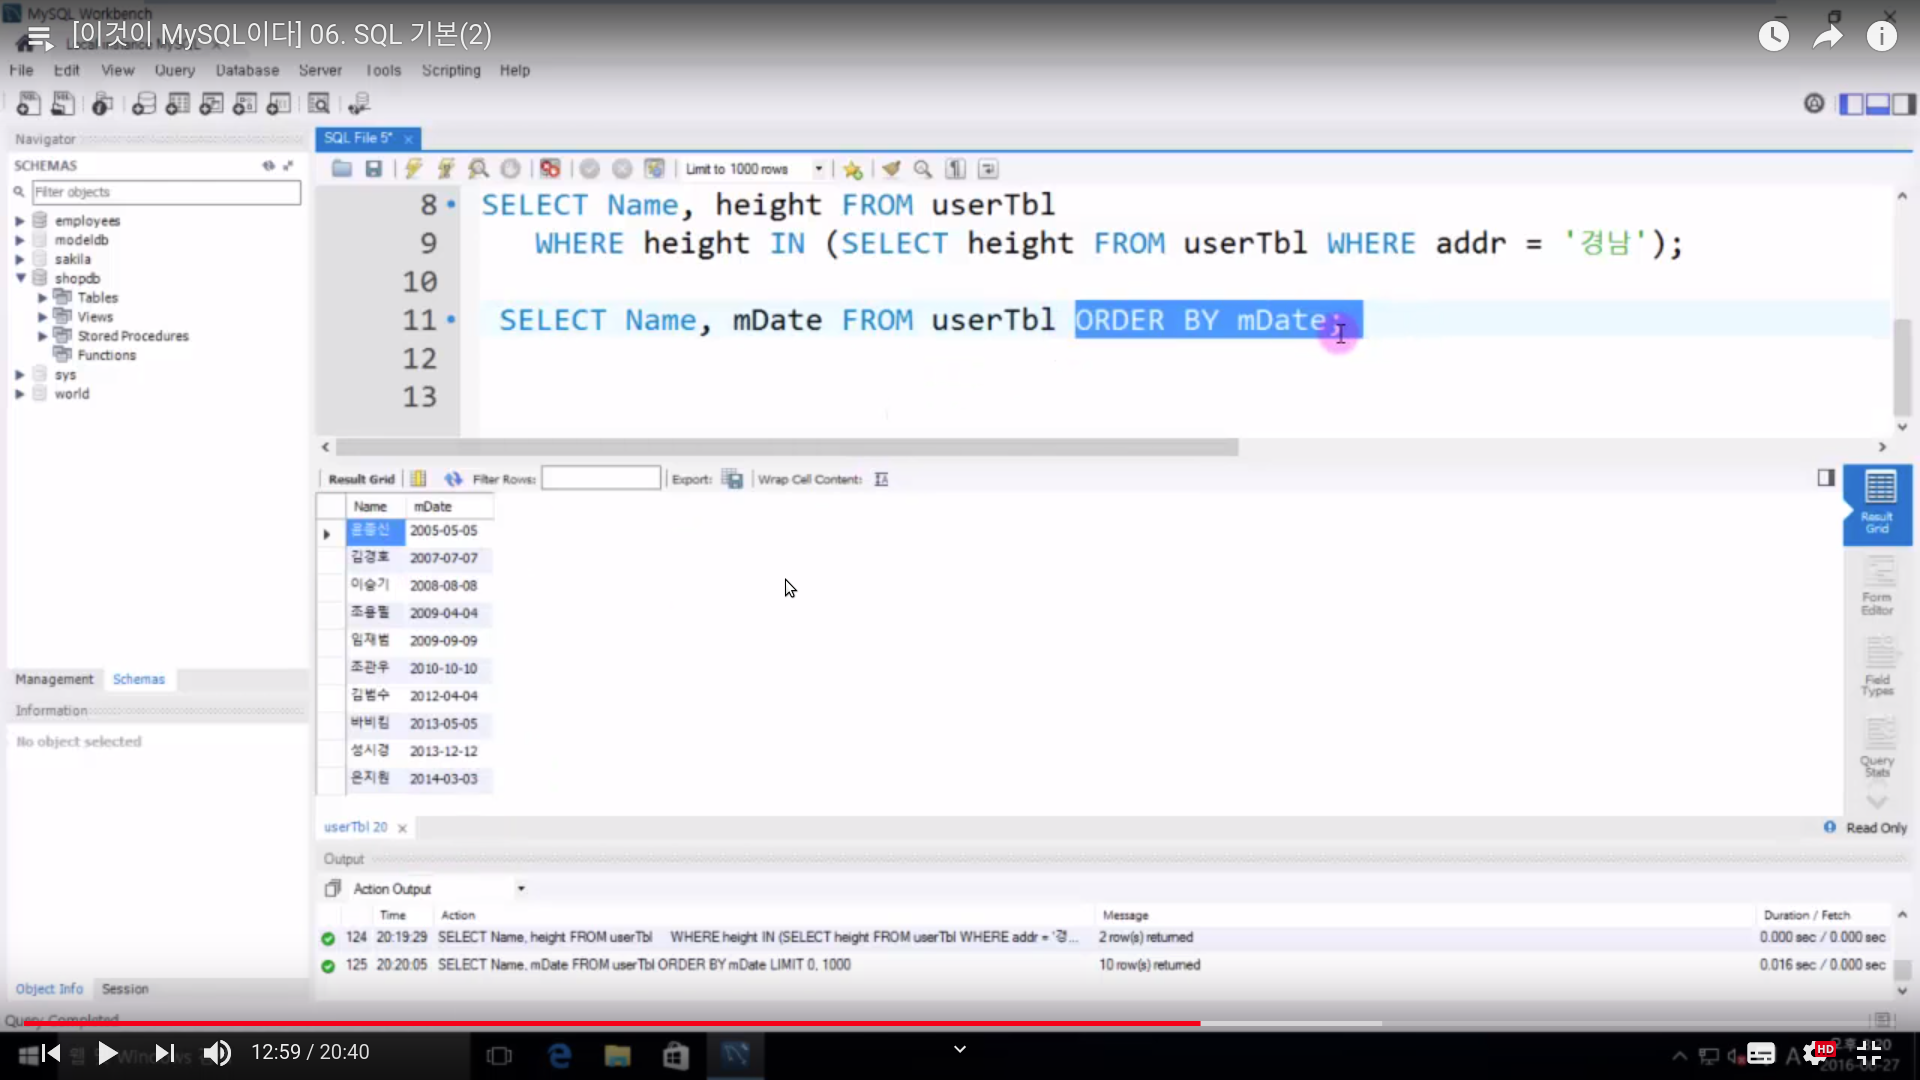 MySQL Workbench
[이것이 MySQL이다] 06. SQL 기본(2)
File Edit View Query Database Server Tools Scripting Help
Navigator
SQL File 5*
SCHEMAS
Limit to 1000 rows
Filter objects
employees
modeldb
sakila
shopdb
Tables
Views
Stored Procedures
Functions
sys
world
8 SELECT Name, height FROM userTbl
9 WHERE height IN (SELECT height FROM userTbl WHERE addr = '경남');
10
11 SELECT Name, mDate FROM userTbl ORDER BY mDate;
12
13
Result Grid Filter Rows: Export: Wrap Cell Content:
Name mDate
윤종신 2005-05-05
김경호 2007-07-07
이승기 2008-08-08
조용필 2009-04-04
임재범 2009-09-09
조관우 2010-10-10
김범수 2012-04-04
바비킴 2013-05-05
성시경 2013-12-12
은지원 2014-03-03
Result
Grid
Form
Editor
Field
Types
Query
Stats
Management Schemas
Information
No object selected
userTbl 20
Read Only
Output
Action Output
Time Action Message Duration / Fetch
124 20:19:29 SELECT Name, height FROM userTbl WHERE height IN (SELECT height FROM userTbl WHERE addr = '경... 2 row(s) returned 0.000 sec / 0.000 sec
125 20:20:05 SELECT Name, mDate FROM userTbl ORDER BY mDate LIMIT 0, 1000 10 row(s) returned 0.016 sec / 0.000 sec
Object Info Session
Query Completed
12:59 / 20:40
HD